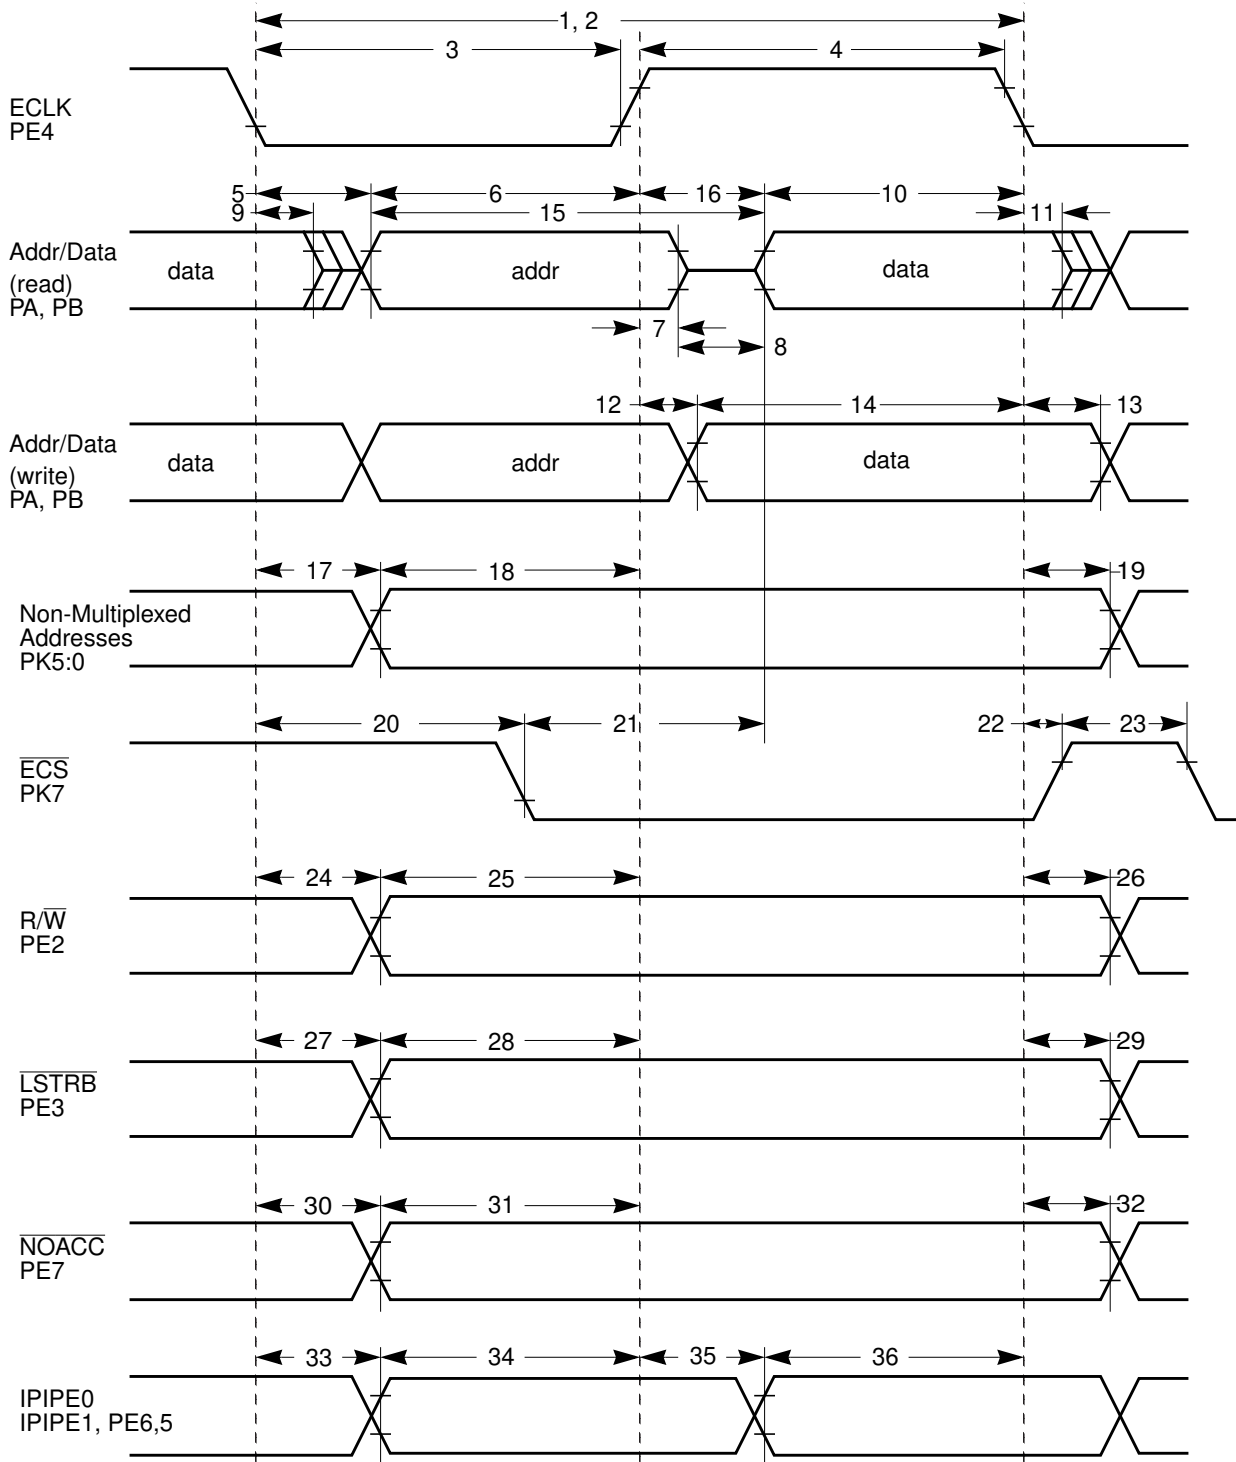 1, 2
3 4
ECLK
PE4
5 6 16 10
9 15 11
Addr/Data
(read)
PA, PB
data addr data
7
8
12 14 13
Addr/Data
(write)
PA, PB
data addr data
17 18 19
Non-Multiplexed
Addresses
PK5:0
20 21 22 23
ECS
PK7
24 25 26
R/W
PE2
27 28 29
LSTRB
PE3
30 31 32
NOACC
PE7
33 34 35 36
IPIPE0
IPIPE1, PE6,5